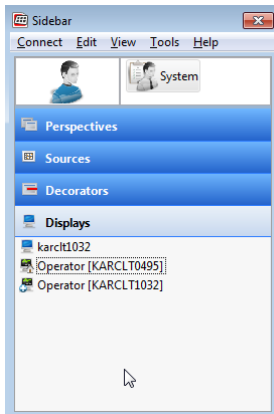 Sidebar
Connect Edit View Tools Help
System
Perspectives
Sources
Decorators
Displays
karclt1032
Operator [KARCLT0495]
Operator [KARCLT1032]